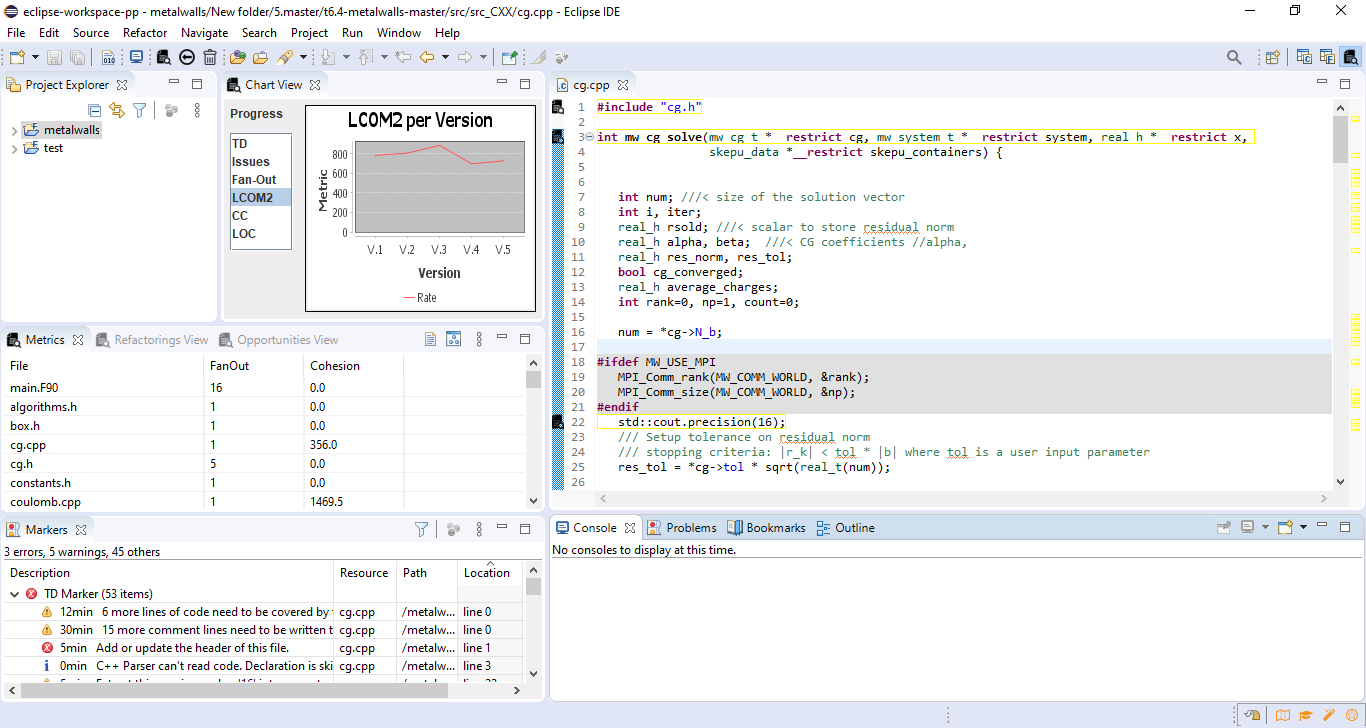 eclipse-workspace-pp - metalwalls/New folder/5.master/t6.4-metalwalls-master/src/src_CXX/cg.cpp - Eclipse IDE
File Edit Source Refactor Navigate Search Project Run Window Help
Project Explorer
metalwalls
test
Chart View
Progress
TD
Issues
Fan-Out
LCOM2
CC
LOC
LCOM2 per Version
Metric
800
600
400
200
0
V.1 V.2 V.3 V.4 V.5
Version
Rate
Metrics Refactorings View Opportunities View
File FanOut Cohesion
main.F90 16 0.0
algorithms.h 1 0.0
box.h 1 0.0
cg.cpp 1 356.0
cg.h 5 0.0
constants.h 1 0.0
coulomb.cpp 1 1469.5
Markers
3 errors, 5 warnings, 45 others
Description Resource Path Location
TD Marker (53 items)
12min 6 more lines of code need to be covered by cg.cpp /metalw... line 0
30min 15 more comment lines need to be written t cg.cpp /metalw... line 0
5min Add or update the header of this file. cg.cpp /metalw... line 1
0min C++ Parser can't read code. Declaration is ski cg.cpp /metalw... line 3
cg.cpp
1 #include "cg.h"
2
3 int mw_cg_solve(mw_cg_t *__restrict cg, mw_system_t *__restrict system, real_h *__restrict x,
4 skepu_data *__restrict skepu_containers) {
5
6
7 int num; ///< size of the solution vector
8 int i, iter;
9 real_h rsold; ///< scalar to store residual norm
10 real_h alpha, beta; ///< CG coefficients //alpha,
11 real_h res_norm, res_tol;
12 bool cg_converged;
13 real_h average_charges;
14 int rank=0, np=1, count=0;
15
16 num = *cg->N_b;
17
18 #ifdef MW_USE_MPI
19 MPI_Comm_rank(MW_COMM_WORLD, &rank);
20 MPI_Comm_size(MW_COMM_WORLD, &np);
21 #endif
22 std::cout.precision(16);
23 /// Setup tolerance on residual norm
24 /// stopping criteria: |r_k| < tol * |b| where tol is a user input parameter
25 res_tol = *cg->tol * sqrt(real_t(num));
26
Console Problems Bookmarks Outline
No consoles to display at this time.